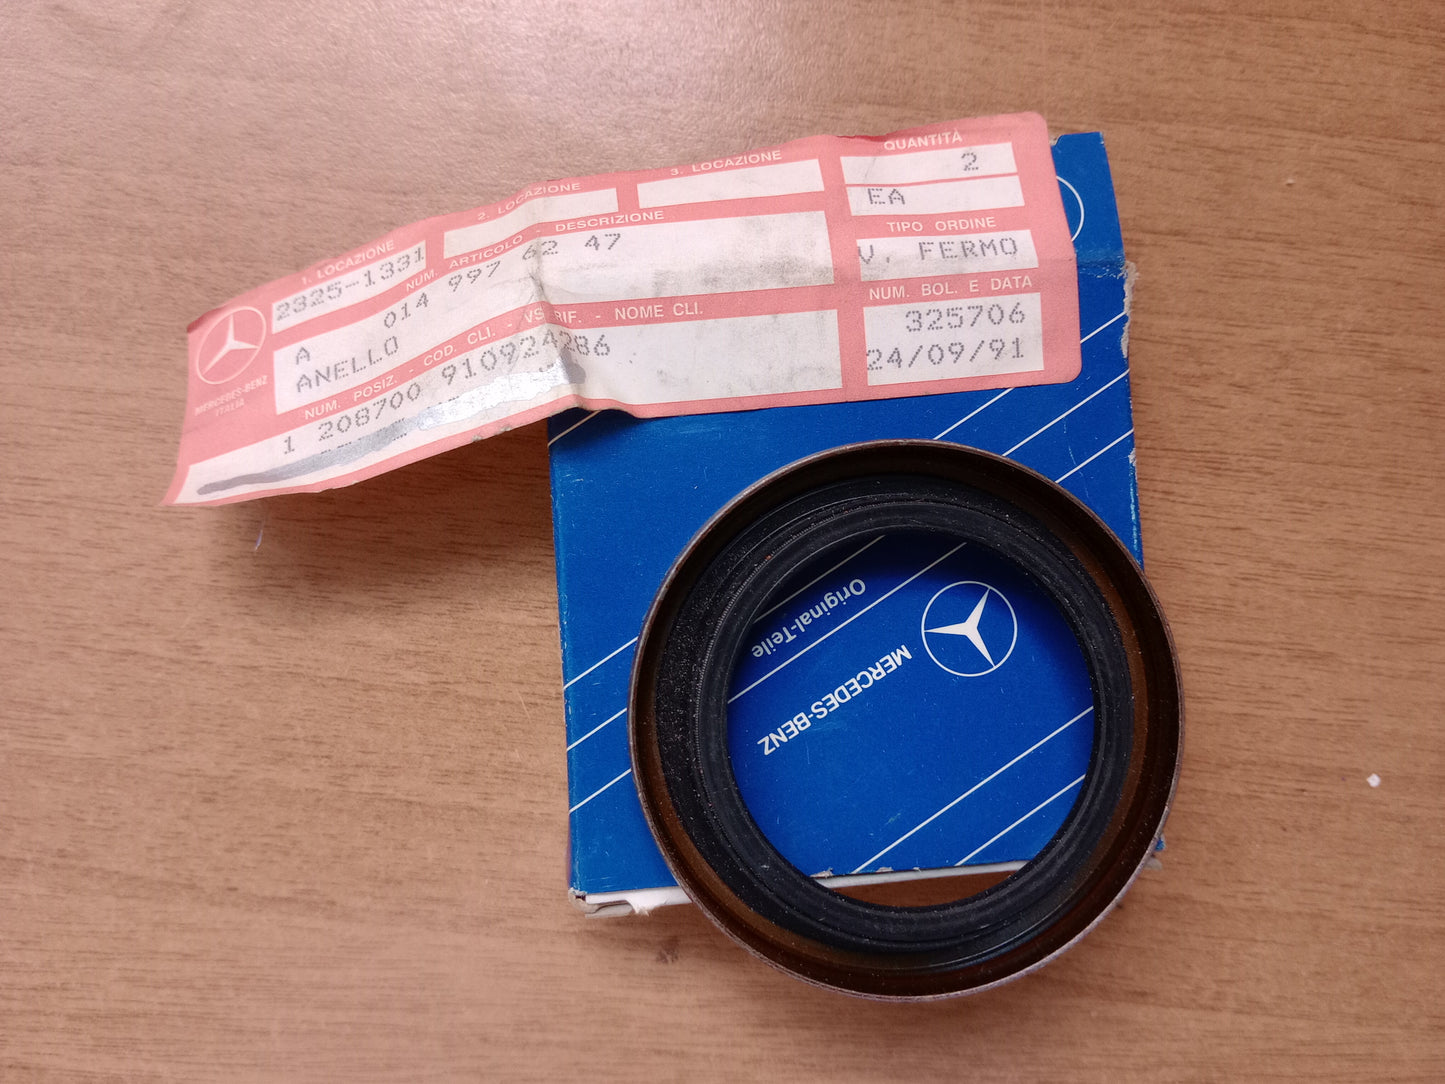 1. LOCAZIONE
2325-1331
2. LOCAZIONE
3. LOCAZIONE
QUANTITÀ
2
EA
NUM. ARTICOLO - DESCRIZIONE
A 014 997 62 47
ANELLO
TIPO ORDINE
V. FERMO
NUM. POSIZ. - COD. CLI. - VS. RIF. - NOME CLI.
1 208700 910924286
NUM. BOL. E DATA
325706
24/09/91
MERCEDES-BENZ
ITALIA
MERCEDES-BENZ
Original-Teile